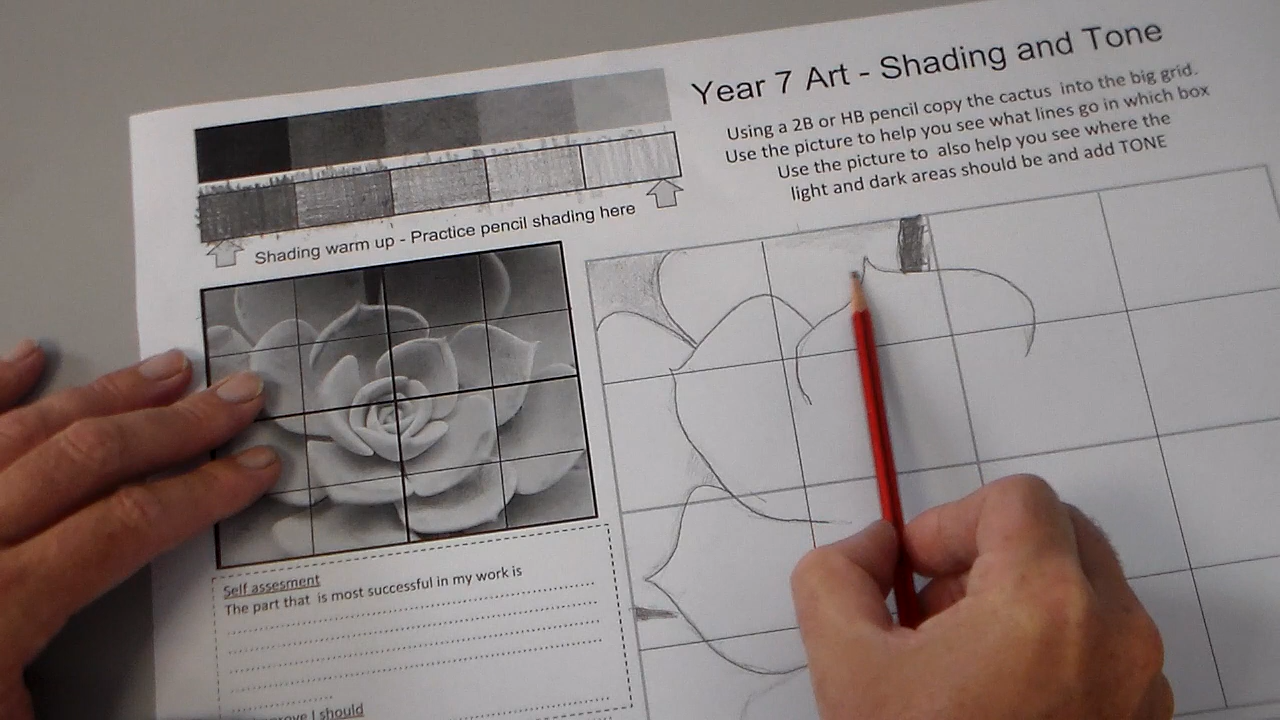 Year 7 Art - Shading and Tone
Using a 2B or HB pencil copy the cactus into the big grid.
Use the picture to help you see what lines go in which box
Use the picture to also help you see where the
light and dark areas should be and add TONE
Shading warm up - Practice pencil shading here
Self assesment
The part that is most successful in my work is
I should